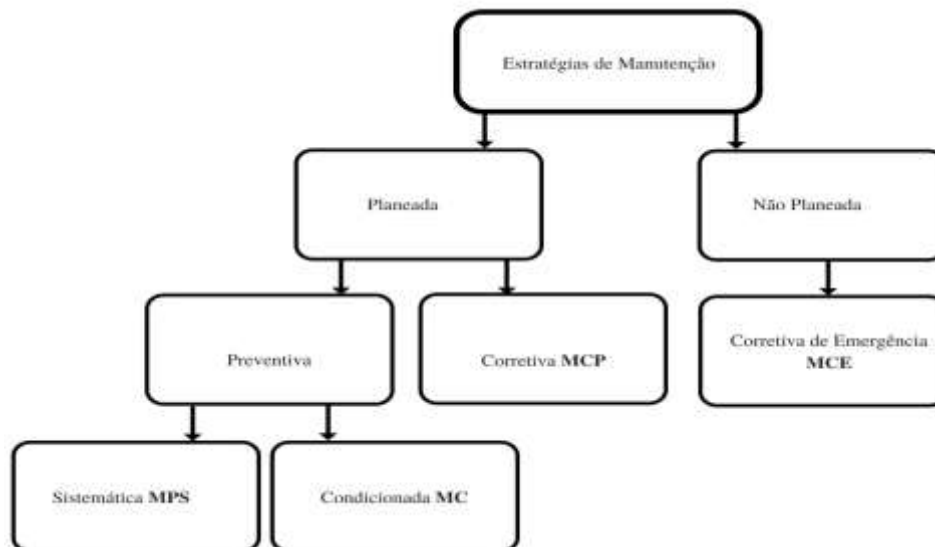 Estratégias de Manutenção
Planeada
Não Planeada
Preventiva
Corretiva MCP
Corretiva de Emergência
MCE
Sistemática MPS
Condicionada MC